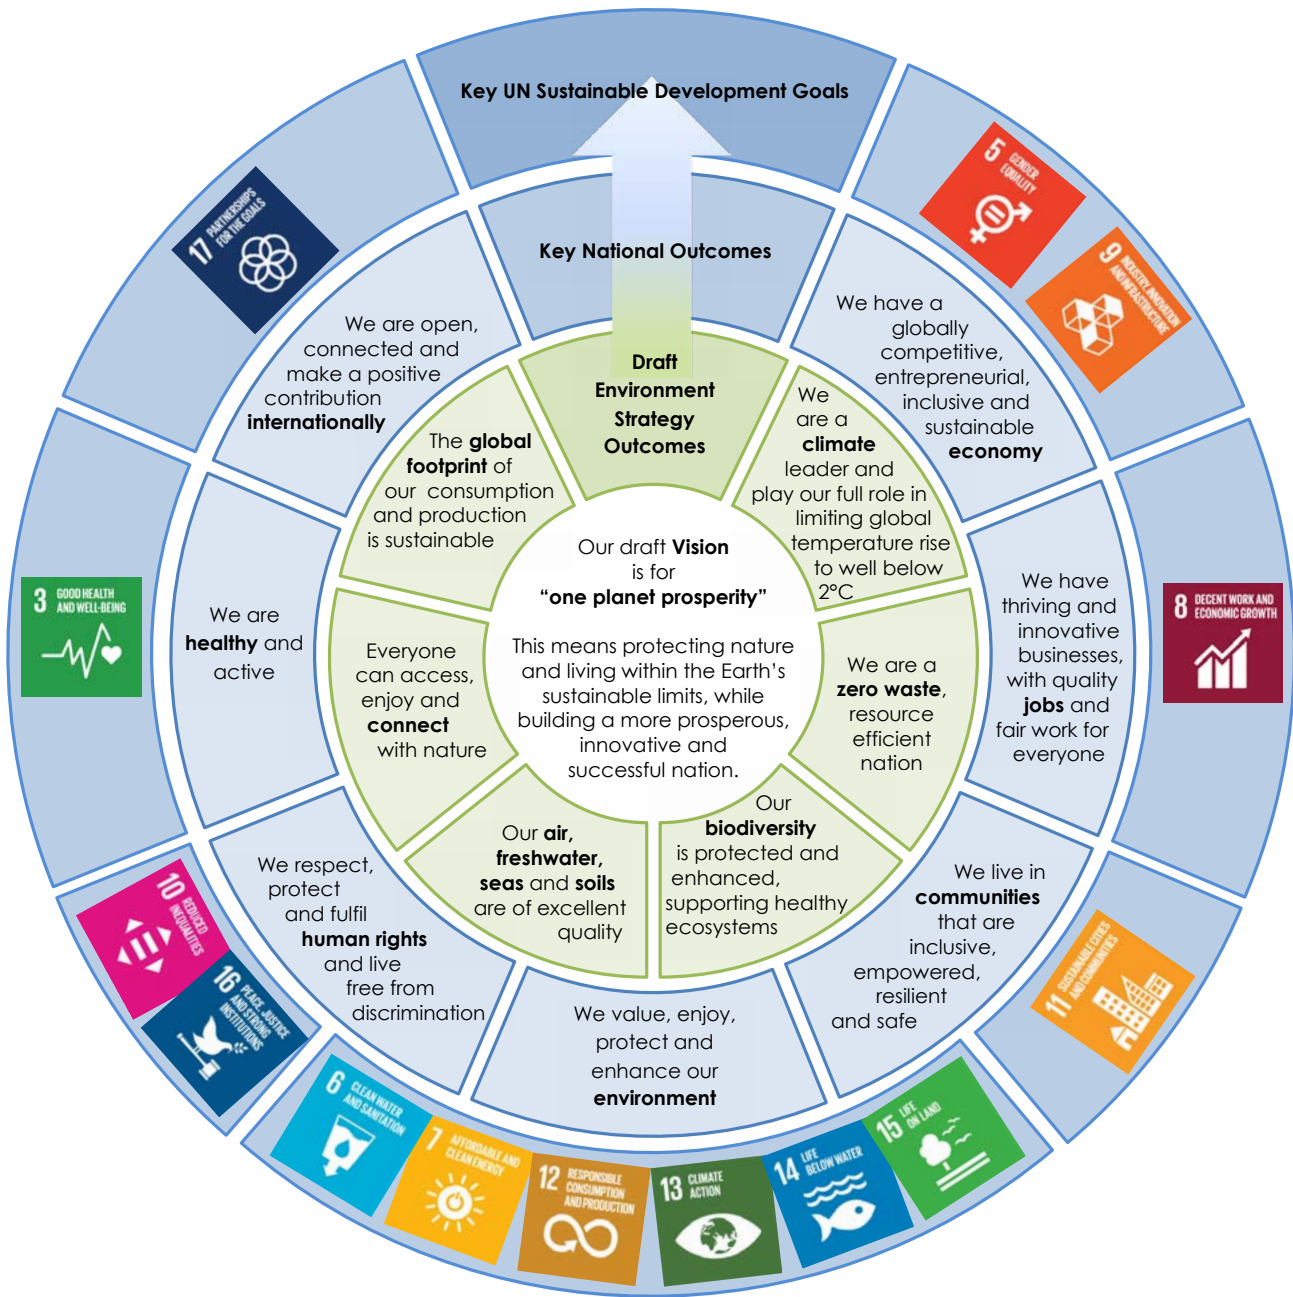 Key UN Sustainable Development Goals
Key National Outcomes
Draft
Environment
Strategy
Outcomes
Our draft Vision
is for
“one planet prosperity”
This means protecting nature
and living within the Earth’s
sustainable limits, while
building a more prosperous,
innovative and
successful nation.
We
are a
climate
leader and
play our full role in
limiting global
temperature rise
to well below
2°C
We are a
zero waste,
resource
efficient
nation
Our
biodiversity
is protected and
enhanced,
supporting healthy
ecosystems
Our air,
freshwater,
seas and soils
are of excellent
quality
Everyone
can access,
enjoy and
connect
with nature
The global
footprint of
our consumption
and production
is sustainable
We have a
globally
competitive,
entrepreneurial,
inclusive and
sustainable
economy
We have
thriving and
innovative
businesses,
with quality
jobs and
fair work for
everyone
We live in
communities
that are
inclusive,
empowered,
resilient
and safe
We value, enjoy,
protect and
enhance our
environment
We respect,
protect
and fulfil
human rights
and live
free from
discrimination
We are
healthy and
active
We are open,
connected and
make a positive
contribution
internationally
5 GENDER
EQUALITY
9 INDUSTRY, INNOVATION
AND INFRASTRUCTURE
8 DECENT WORK AND
ECONOMIC GROWTH
11 SUSTAINABLE CITIES
AND COMMUNITIES
15 LIFE
ON LAND
14 LIFE
BELOW WATER
13 CLIMATE
ACTION
12 RESPONSIBLE
CONSUMPTION
AND PRODUCTION
7 AFFORDABLE AND
CLEAN ENERGY
6 CLEAN WATER
AND SANITATION
16 PEACE, JUSTICE
AND STRONG
INSTITUTIONS
10 REDUCED
INEQUALITIES
3 GOOD HEALTH
AND WELL-BEING
17 PARTNERSHIPS
FOR THE GOALS